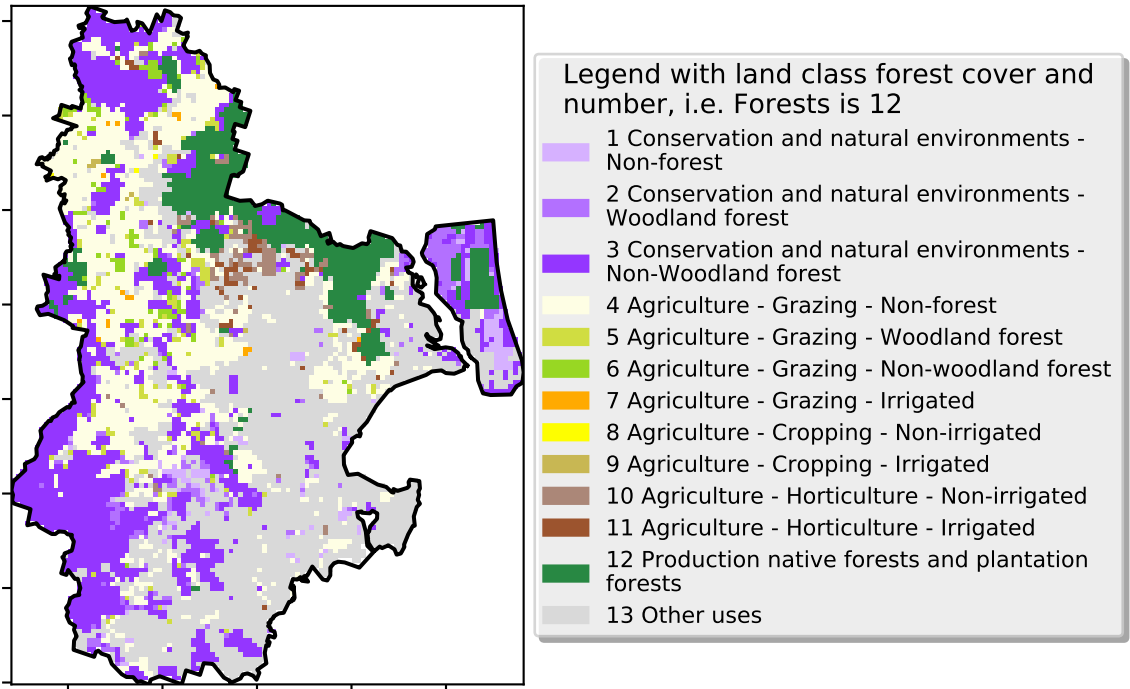 Legend with land class forest cover and
number, i.e. Forests is 12
1 Conservation and natural environments -
Non-forest
2 Conservation and natural environments -
Woodland forest
3 Conservation and natural environments -
Non-Woodland forest
4 Agriculture - Grazing - Non-forest
5 Agriculture - Grazing - Woodland forest
6 Agriculture - Grazing - Non-woodland forest
7 Agriculture - Grazing - Irrigated
8 Agriculture - Cropping - Non-irrigated
9 Agriculture - Cropping - Irrigated
10 Agriculture - Horticulture - Non-irrigated
11 Agriculture - Horticulture - Irrigated
12 Production native forests and plantation
forests
13 Other uses